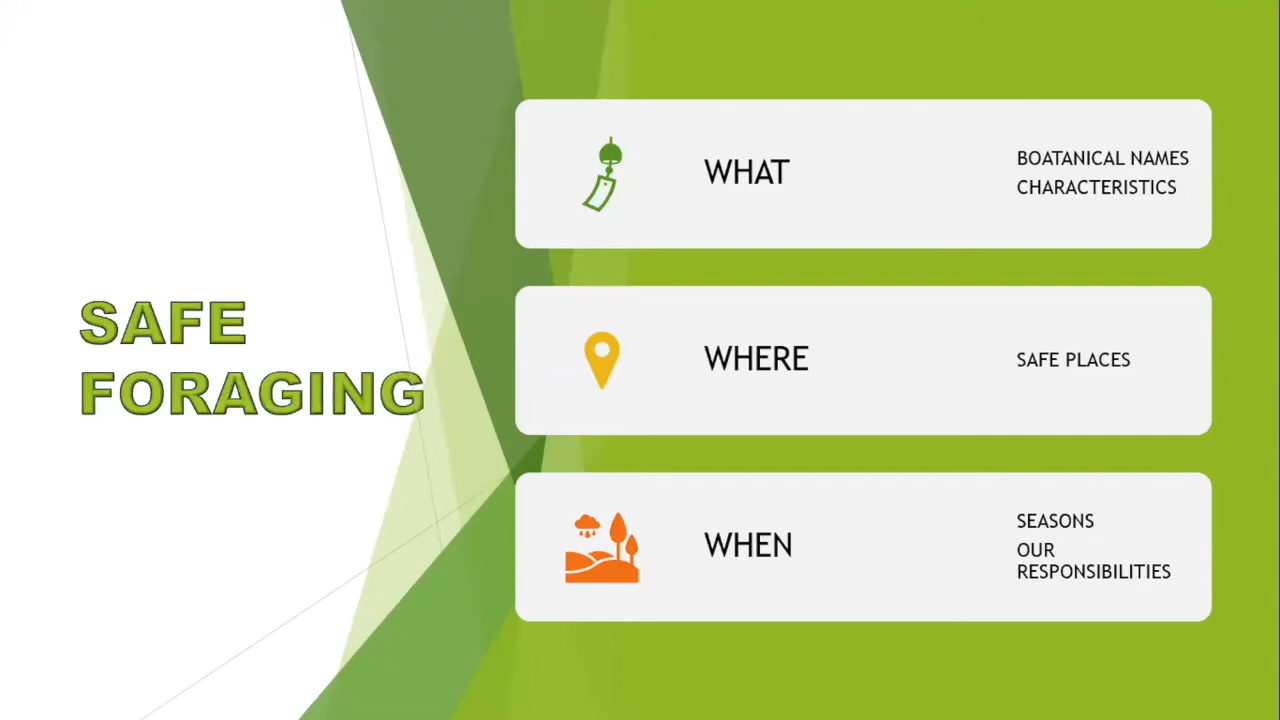 SAFE
FORAGING
WHAT
BOATANICAL NAMES
CHARACTERISTICS
WHERE
SAFE PLACES
WHEN
SEASONS
OUR
RESPONSIBILITIES